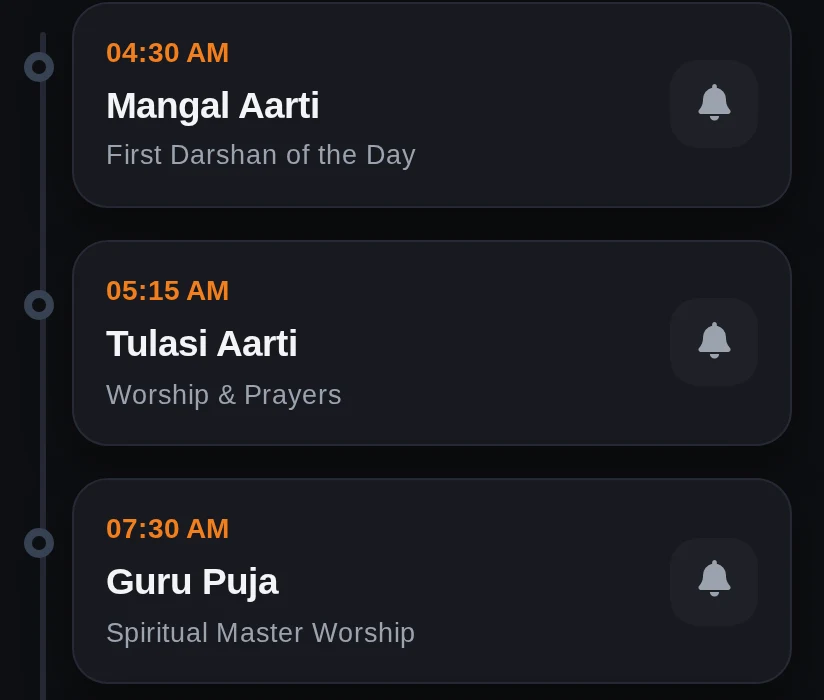 04:30 AM
Mangal Aarti
First Darshan of the Day
05:15 AM
Tulasi Aarti
Worship & Prayers
07:30 AM
Guru Puja
Spiritual Master Worship